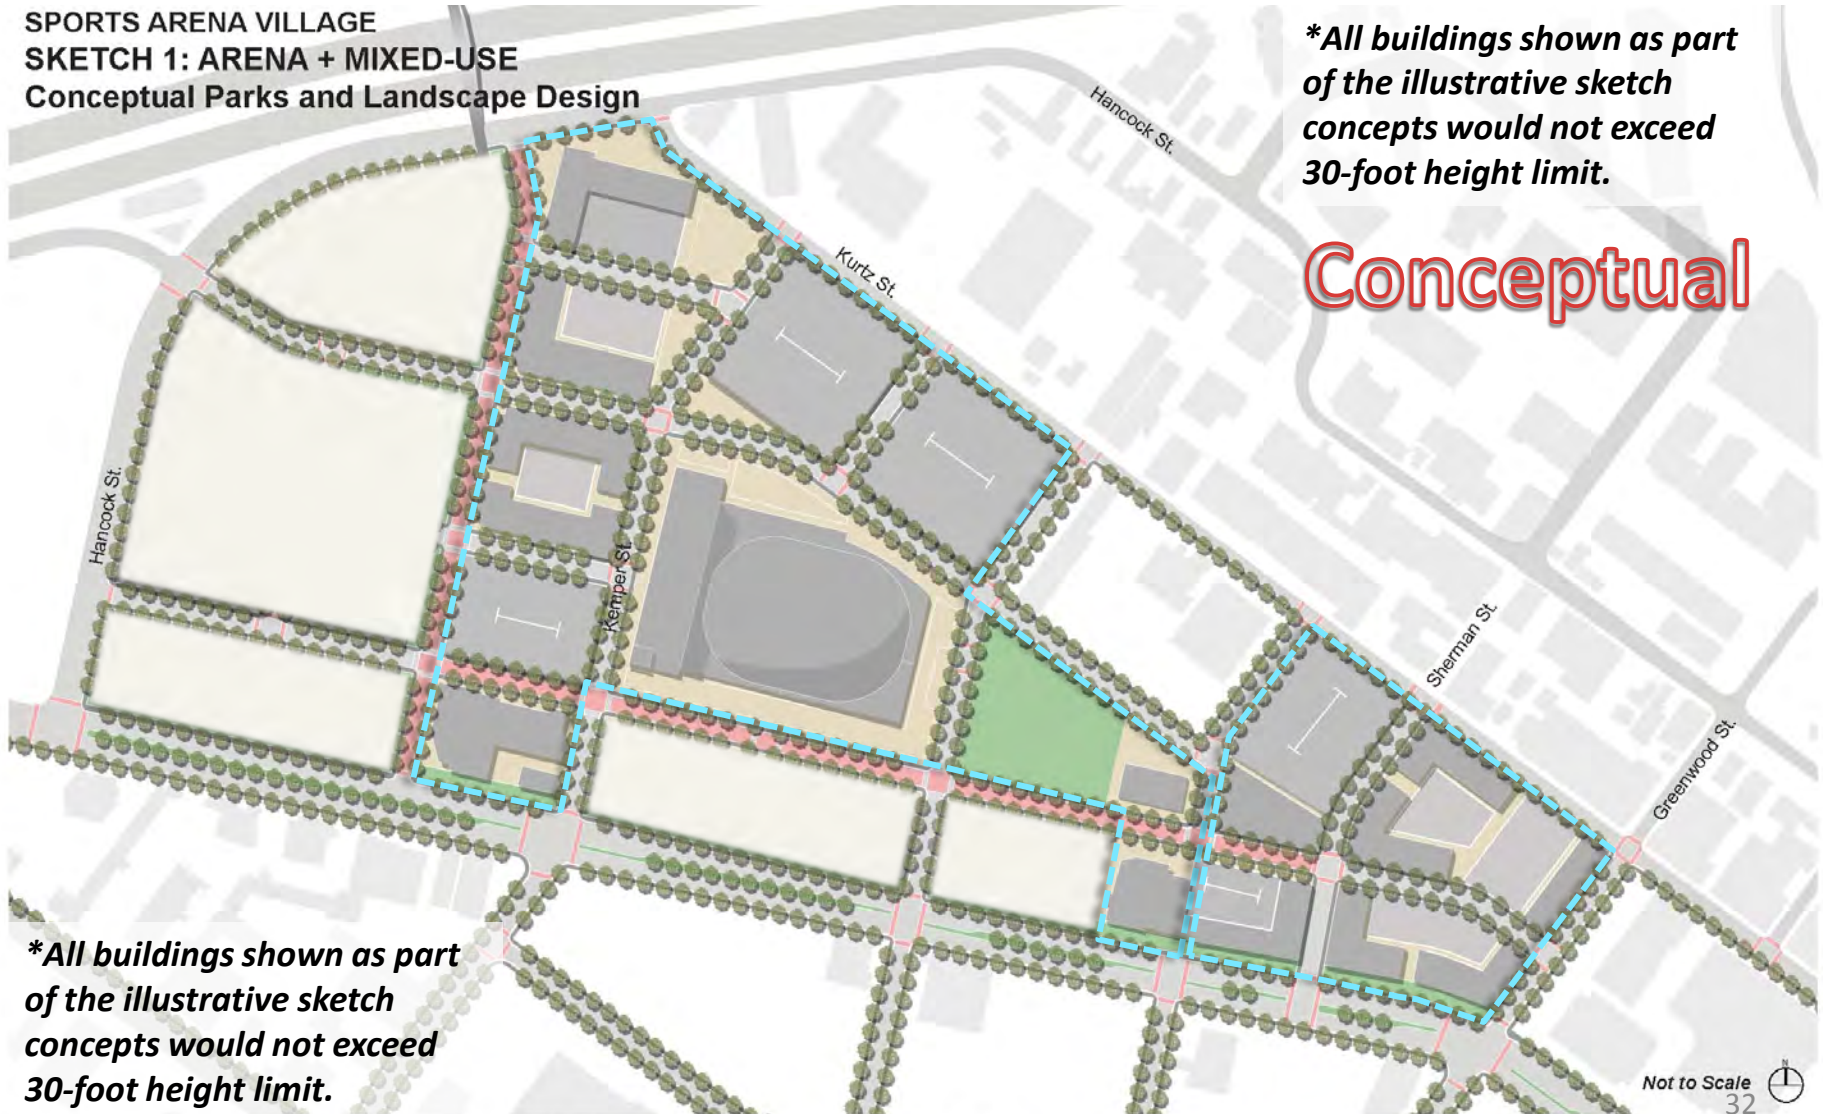 SPORTS ARENA VILLAGE
SKETCH 1: ARENA + MIXED-USE
Conceptual Parks and Landscape Design
*All buildings shown as part
of the illustrative sketch
concepts would not exceed
30-foot height limit.
Conceptual
Hancock St.
Kurtz St.
Hancock St.
Kemper St.
Sherman St.
Greenwood St.
*All buildings shown as part
of the illustrative sketch
concepts would not exceed
30-foot height limit.
N
Not to Scale
32